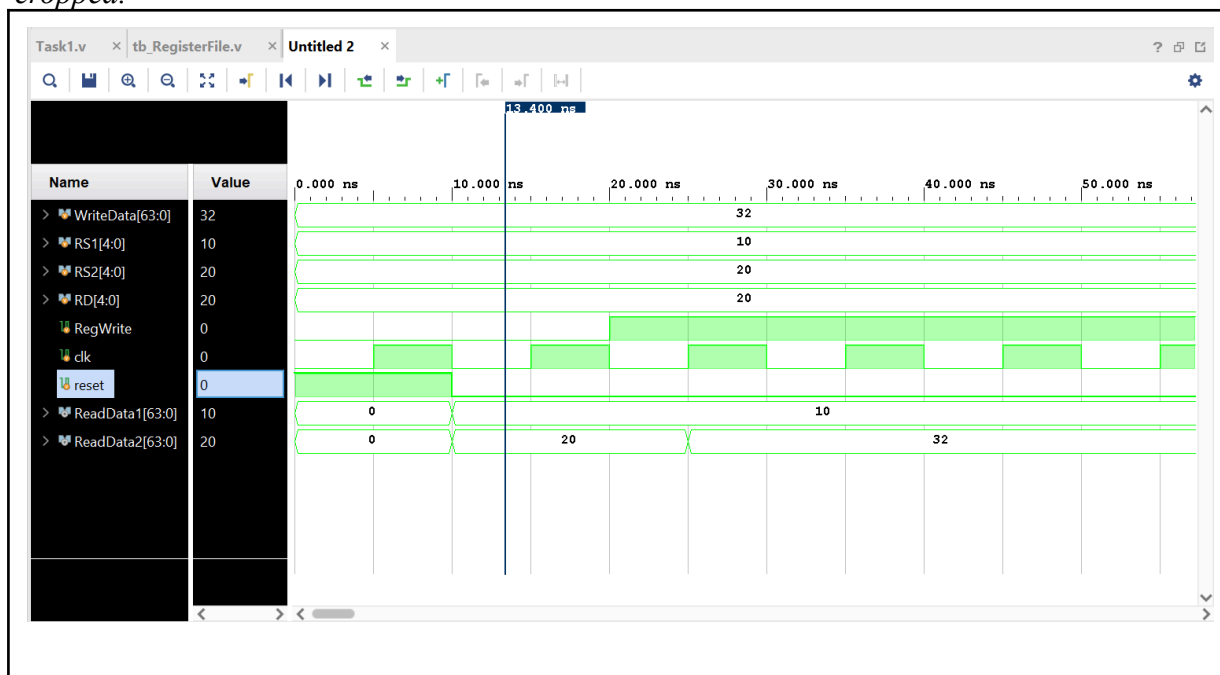 cropped.
Task1.v × tb_RegisterFile.v × Untitled 2 ×
13.400 ns
Name Value 0.000 ns 10.000 ns 20.000 ns 30.000 ns 40.000 ns 50.000 ns
WriteData[63:0] 32 32
RS1[4:0] 10 10
RS2[4:0] 20 20
RD[4:0] 20 20
RegWrite 0
clk 0
reset 0
ReadData1[63:0] 10 0 10
ReadData2[63:0] 20 0 20 32